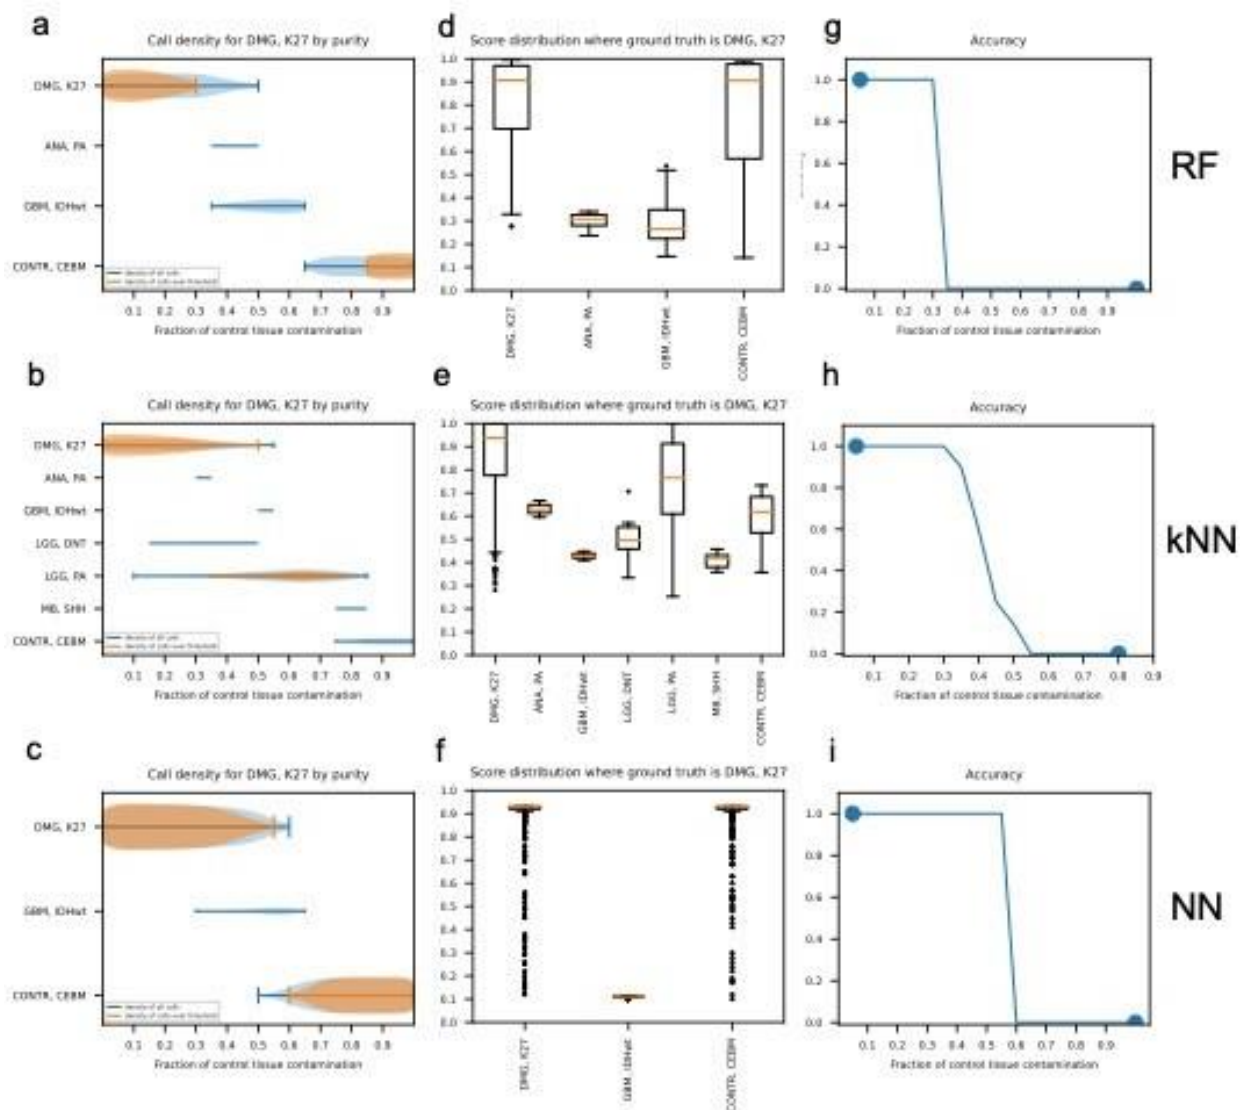 a
Call density for DMG, K27 by purity
DMG, K27
ANA, PA
GBM, IDHwt
CONTR, CEBM
0.1 0.2 0.3 0.4 0.5 0.6 0.7 0.8 0.9
Fraction of control tissue contamination
d
Score distribution where ground truth is DMG, K27
1.0
0.9
0.8
0.7
0.6
0.5
0.4
0.3
0.2
0.1
0.0
DMG, K27
ANA, PA
GBM, IDHwt
CONTR, CEBM
g
Accuracy
1.0
0.8
0.6
0.4
0.2
0.0
0.1 0.2 0.3 0.4 0.5 0.6 0.7 0.8 0.9
Fraction of control tissue contamination
RF
b
Call density for DMG, K27 by purity
DMG, K27
ANA, PA
GBM, IDHwt
LGG, DNT
LGG, PA
MB, SHH
CONTR, CEBM
0.1 0.2 0.3 0.4 0.5 0.6 0.7 0.8 0.9
Fraction of control tissue contamination
e
Score distribution where ground truth is DMG, K27
1.0
0.9
0.8
0.7
0.6
0.5
0.4
0.3
0.2
0.1
0.0
DMG, K27
ANA, PA
GBM, IDHwt
LGG, DNT
LGG, PA
MB, SHH
CONTR, CEBM
h
Accuracy
1.0
0.8
0.6
0.4
0.2
0.0
0.1 0.2 0.3 0.4 0.5 0.6 0.7 0.8 0.9
Fraction of control tissue contamination
kNN
c
Call density for DMG, K27 by purity
DMG, K27
GBM, IDHwt
CONTR, CEBM
0.1 0.2 0.3 0.4 0.5 0.6 0.7 0.8 0.9
Fraction of control tissue contamination
f
Score distribution where ground truth is DMG, K27
1.0
0.9
0.8
0.7
0.6
0.5
0.4
0.3
0.2
0.1
0.0
DMG, K27
GBM, IDHwt
CONTR, CEBM
i
Accuracy
1.0
0.8
0.6
0.4
0.2
0.0
0.1 0.2 0.3 0.4 0.5 0.6 0.7 0.8 0.9
Fraction of control tissue contamination
NN